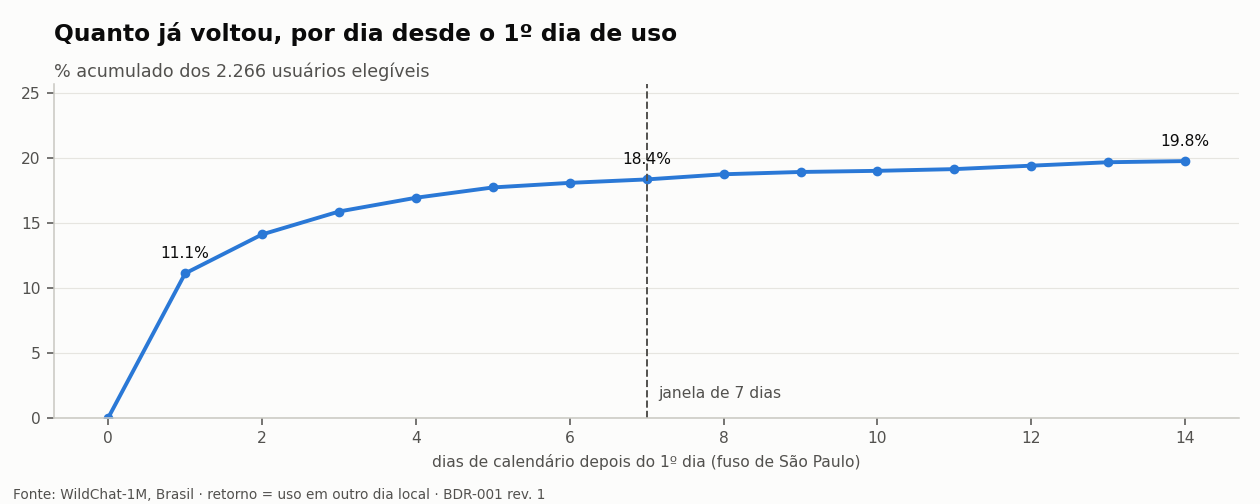 Quanto já voltou, por dia desde o 1º dia de uso
% acumulado dos 2.266 usuários elegíveis
25
20
15
10
5
0
11.1%
18.4%
19.8%
janela de 7 dias
0 2 4 6 8 10 12 14
dias de calendário depois do 1º dia (fuso de São Paulo)
Fonte: WildChat-1M, Brasil · retorno = uso em outro dia local · BDR-001 rev. 1